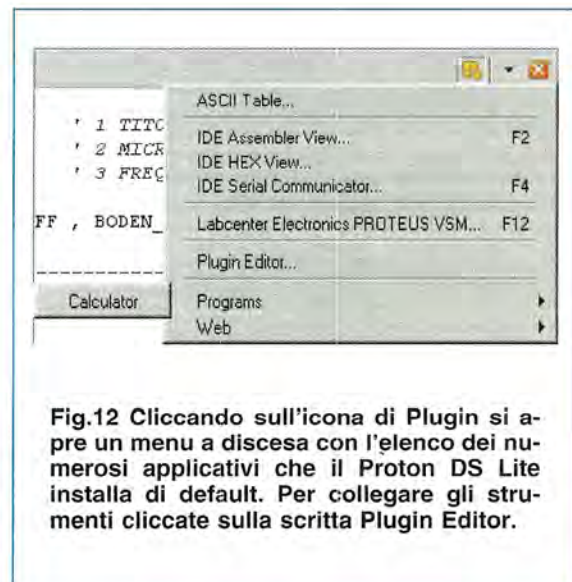 ASCII Table...
' 1 TITO
IDE Assembler View... F2
' 2 MICR
IDE HEX View...
' 3 FREQ
IDE Serial Communicator... F4
FF , BODEN_
Labcenter Electronics PROTEUS VSM... F12
Plugin Editor...
Calculator
Programs
Web
Fig.12 Cliccando sull'icona di Plugin si a-
pre un menu a discesa con l'elenco dei nu-
merosi applicativi che il Proton DS Lite
installa di default. Per collegare gli stru-
menti cliccate sulla scritta Plugin Editor.